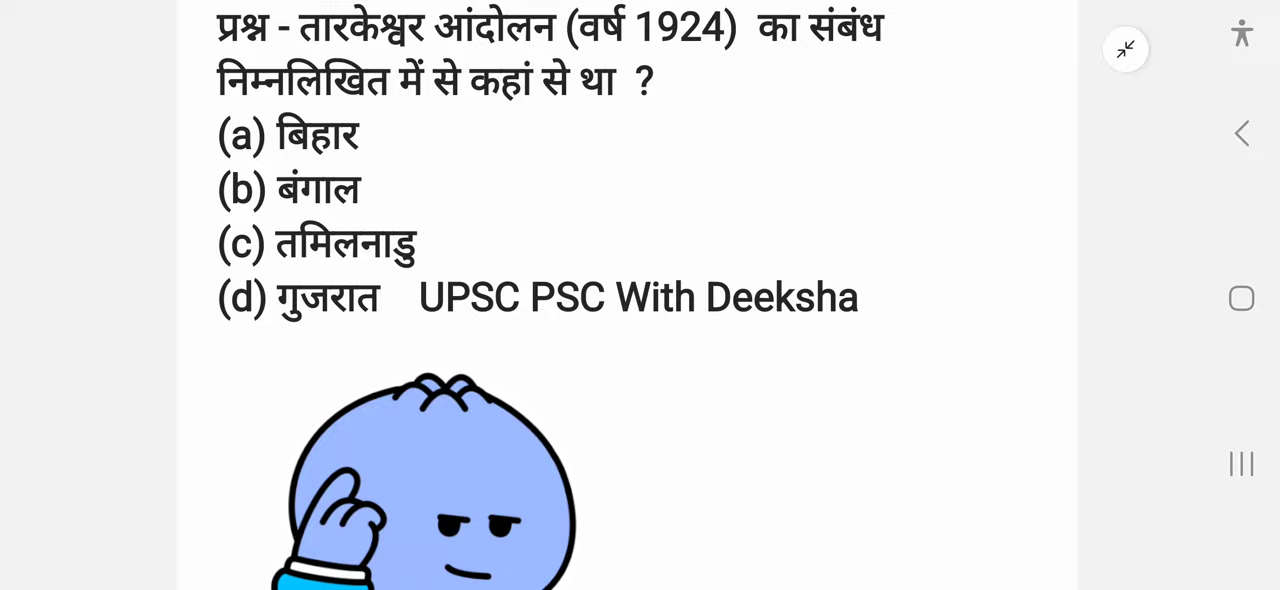 प्रश्न - तारकेश्वर आंदोलन (वर्ष 1924)  का संबंध
निम्नलिखित में से कहां से था  ?
(a) बिहार
(b) बंगाल
(c) तमिलनाडु
(d) गुजरात    UPSC PSC With Deeksha